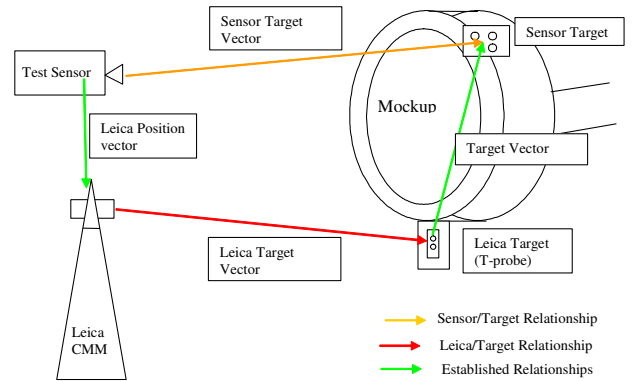 Sensor Target
Vector
Sensor Target
Test Sensor
Mockup
Leica Position
vector
Target Vector
Leica Target
Vector
Leica Target
(T-probe)
Leica
CMM
Sensor/Target Relationship
Leica/Target Relationship
Established Relationships